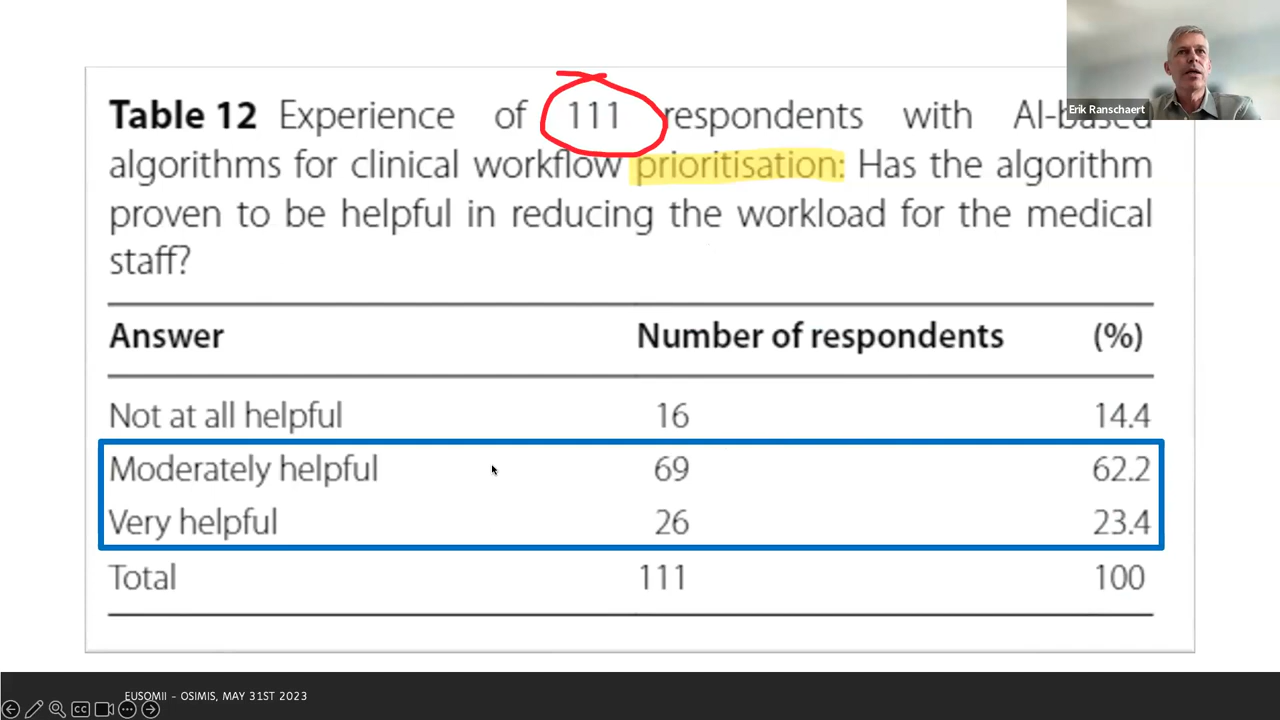 Erik Ranschaert
Table 12 Experience of 111 respondents with AI-based
algorithms for clinical workflow prioritisation: Has the algorithm
proven to be helpful in reducing the workload for the medical
staff?
Answer Number of respondents (%)
Not at all helpful 16 14.4
Moderately helpful 69 62.2
Very helpful 26 23.4
Total 111 100
EUSOMII - OSIMIS, MAY 31ST 2023
CC